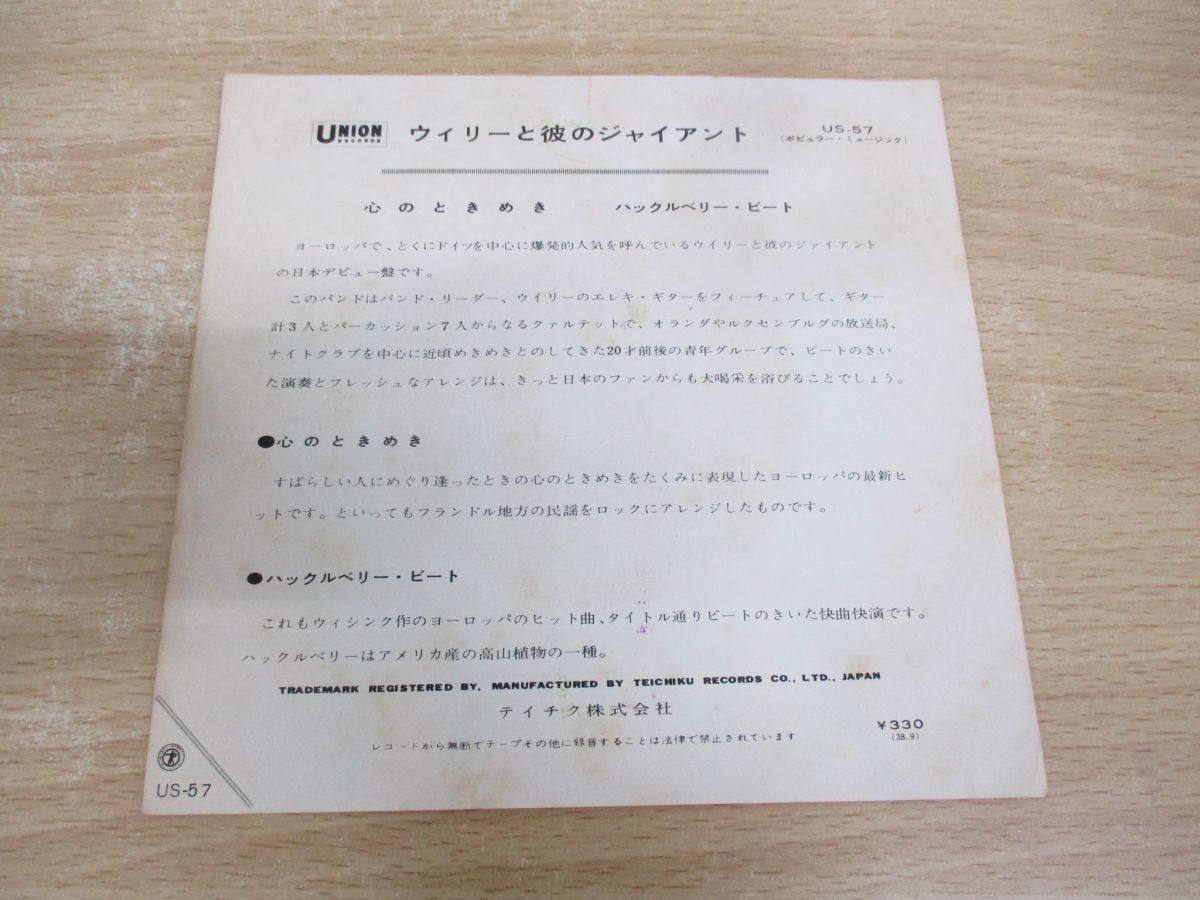 UNION RECORDS ウィリーと彼のジャイアント US-57
(ポピュラー・ミュージック)
心のときめき ハックルベリー・ビート
ヨーロッパで、とくにドイツを中心に爆発的人気を呼んでいるウイリーと彼のジァイアント
の日本デビュー盤です。
このバンドはバンド・リーダー、ウイリーのエレキ・ギターをフィーチュアして、ギター
計3人とパーカッション7人からなるクァルテットで、オランダやルクセンブルグの放送局、
ナイトクラブを中心に近頃めきめきとのしてきた20才前後の青年グループで、ビートのきい
た演奏とフレッシュなアレンジは、きっと日本のファンからも大喝采を浴びることでしょう。
●心のときめき
すばらしい人にめぐり逢ったときの心のときめきをたくみに表現したヨーロッパの最新ヒ
ットです。といってもフランドル地方の民謡をロックにアレンジしたものです。
●ハックルベリー・ビート
これもウィシンク作のヨーロッパのヒット曲、タイトル通りビートのきいた快曲快演です。
ハックルベリーはアメリカ産の高山植物の一種。
TRADEMARK REGISTERED BY, MANUFACTURED BY TEICHIKU RECORDS CO., LTD., JAPAN
テイチク株式会社
¥330
(38.9)
レコードから無断でテープその他に録音することは法律で禁止されています
US-57